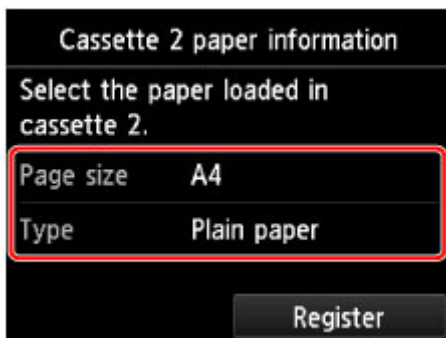 Cassette 2 paper information
Select the paper loaded in
cassette 2.
Page size A4
Type Plain paper
Register